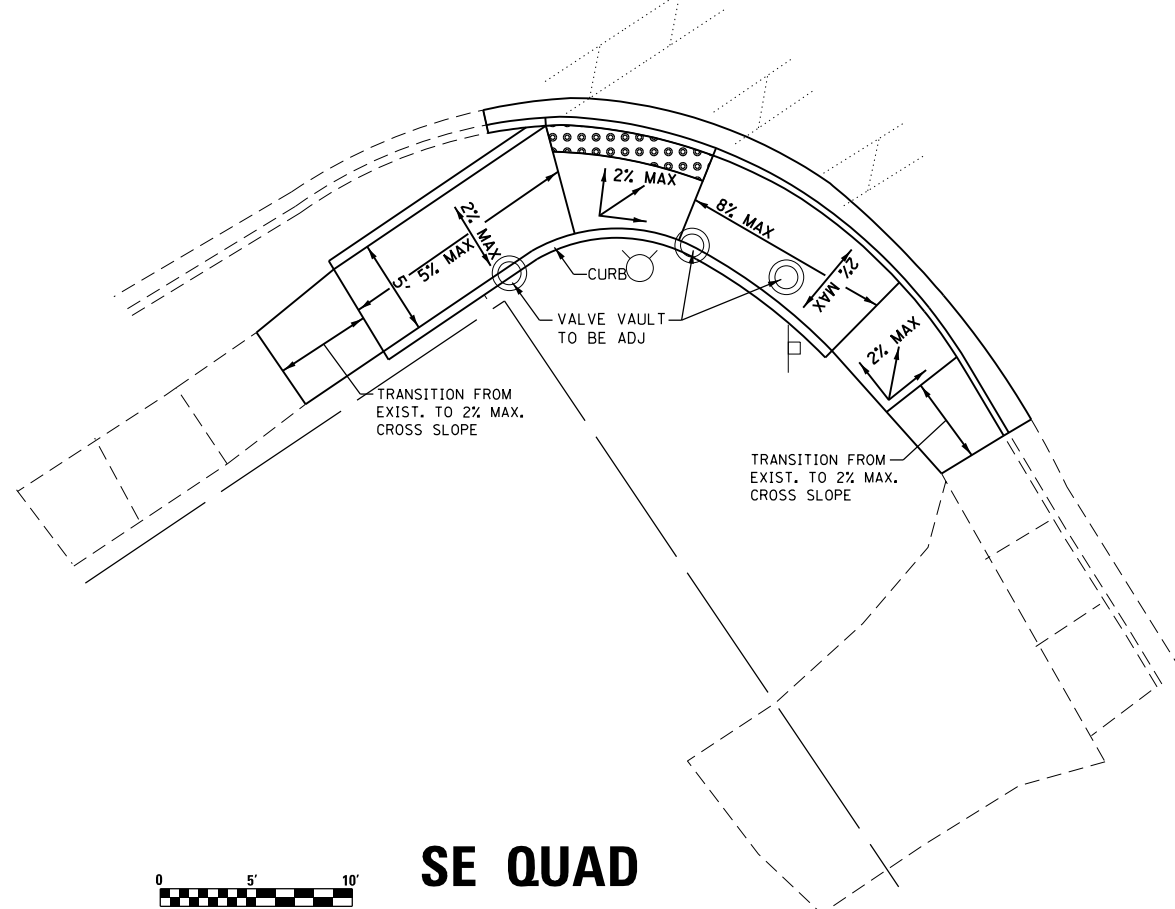 2% MAX
8% MAX
2% MAX
5% MAX
5'
2% MAX
2% MAX
CURB
VALVE VAULT
TO BE ADJ
TRANSITION FROM
EXIST. TO 2% MAX.
CROSS SLOPE
TRANSITION FROM
EXIST. TO 2% MAX.
CROSS SLOPE
SE QUAD
0 5' 10'